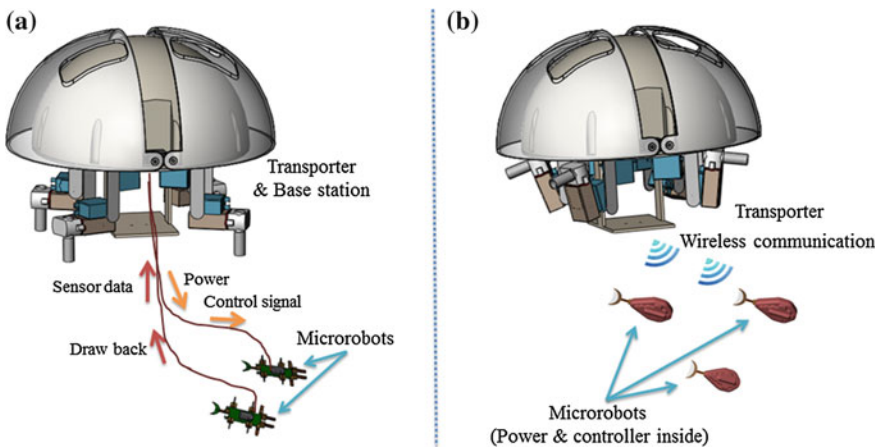 (a)
Transporter
& Base station
Sensor data
Power
Control signal
Draw back
Microrobots
(b)
Transporter
Wireless communication
Microrobots
(Power & controller inside)